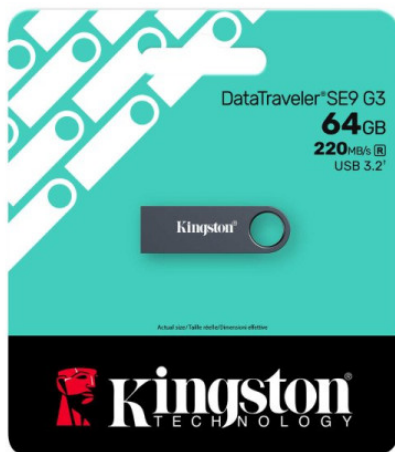 DataTraveler®SE9 G3
64GB
220MB/s R
USB 3.2¹
Kingston®
Actual size/Taille réelle/Dimensioni effettive
Kingston®
TECHNOLOGY